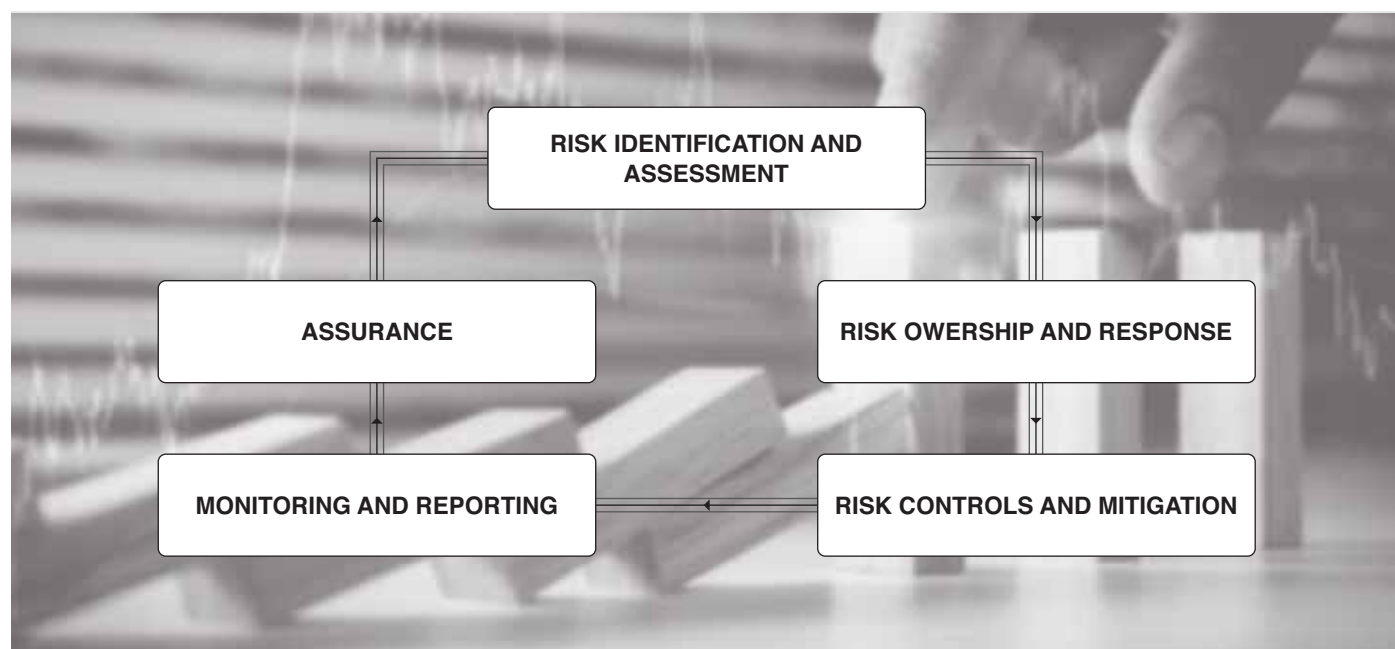 RISK IDENTIFICATION AND
ASSESSMENT
ASSURANCE
RISK OWERSHIP AND RESPONSE
MONITORING AND REPORTING
RISK CONTROLS AND MITIGATION